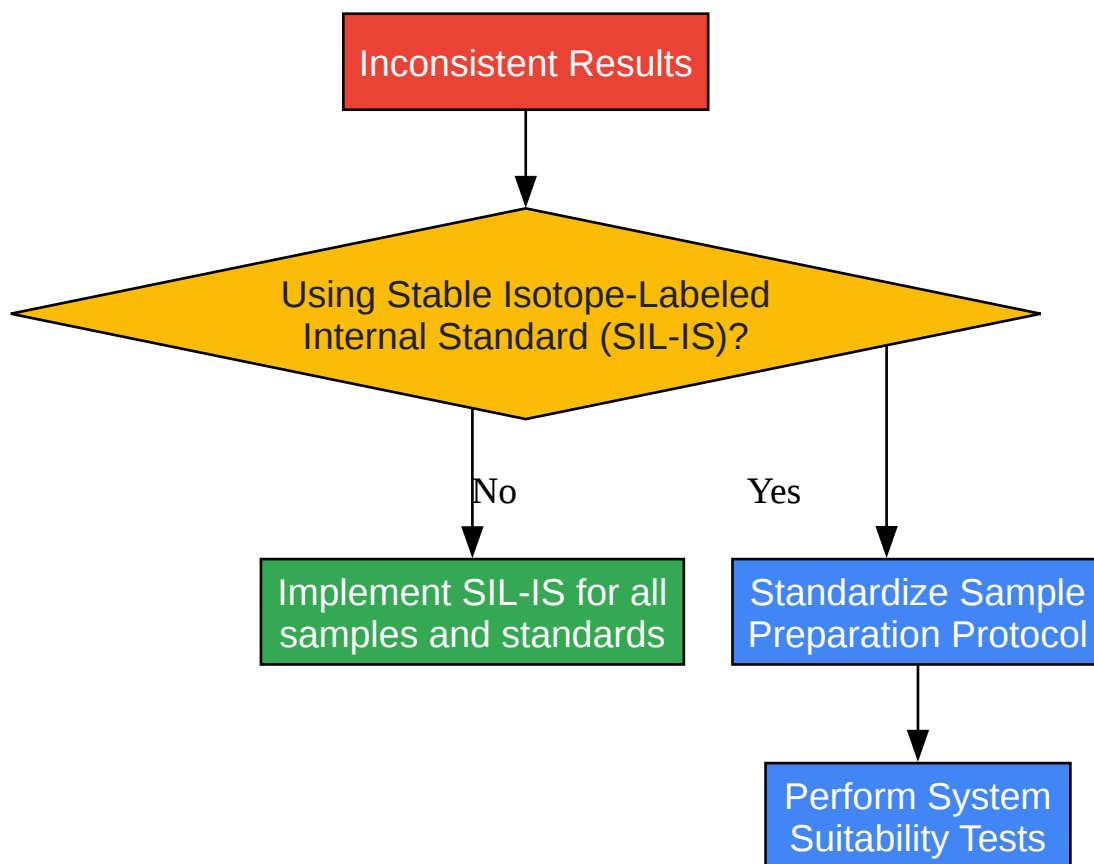 Inconsistent Results
Using Stable Isotope-Labeled
Internal Standard (SIL-IS)?
No
Yes
Implement SIL-IS for all
samples and standards
Standardize Sample
Preparation Protocol
Perform System
Suitability Tests